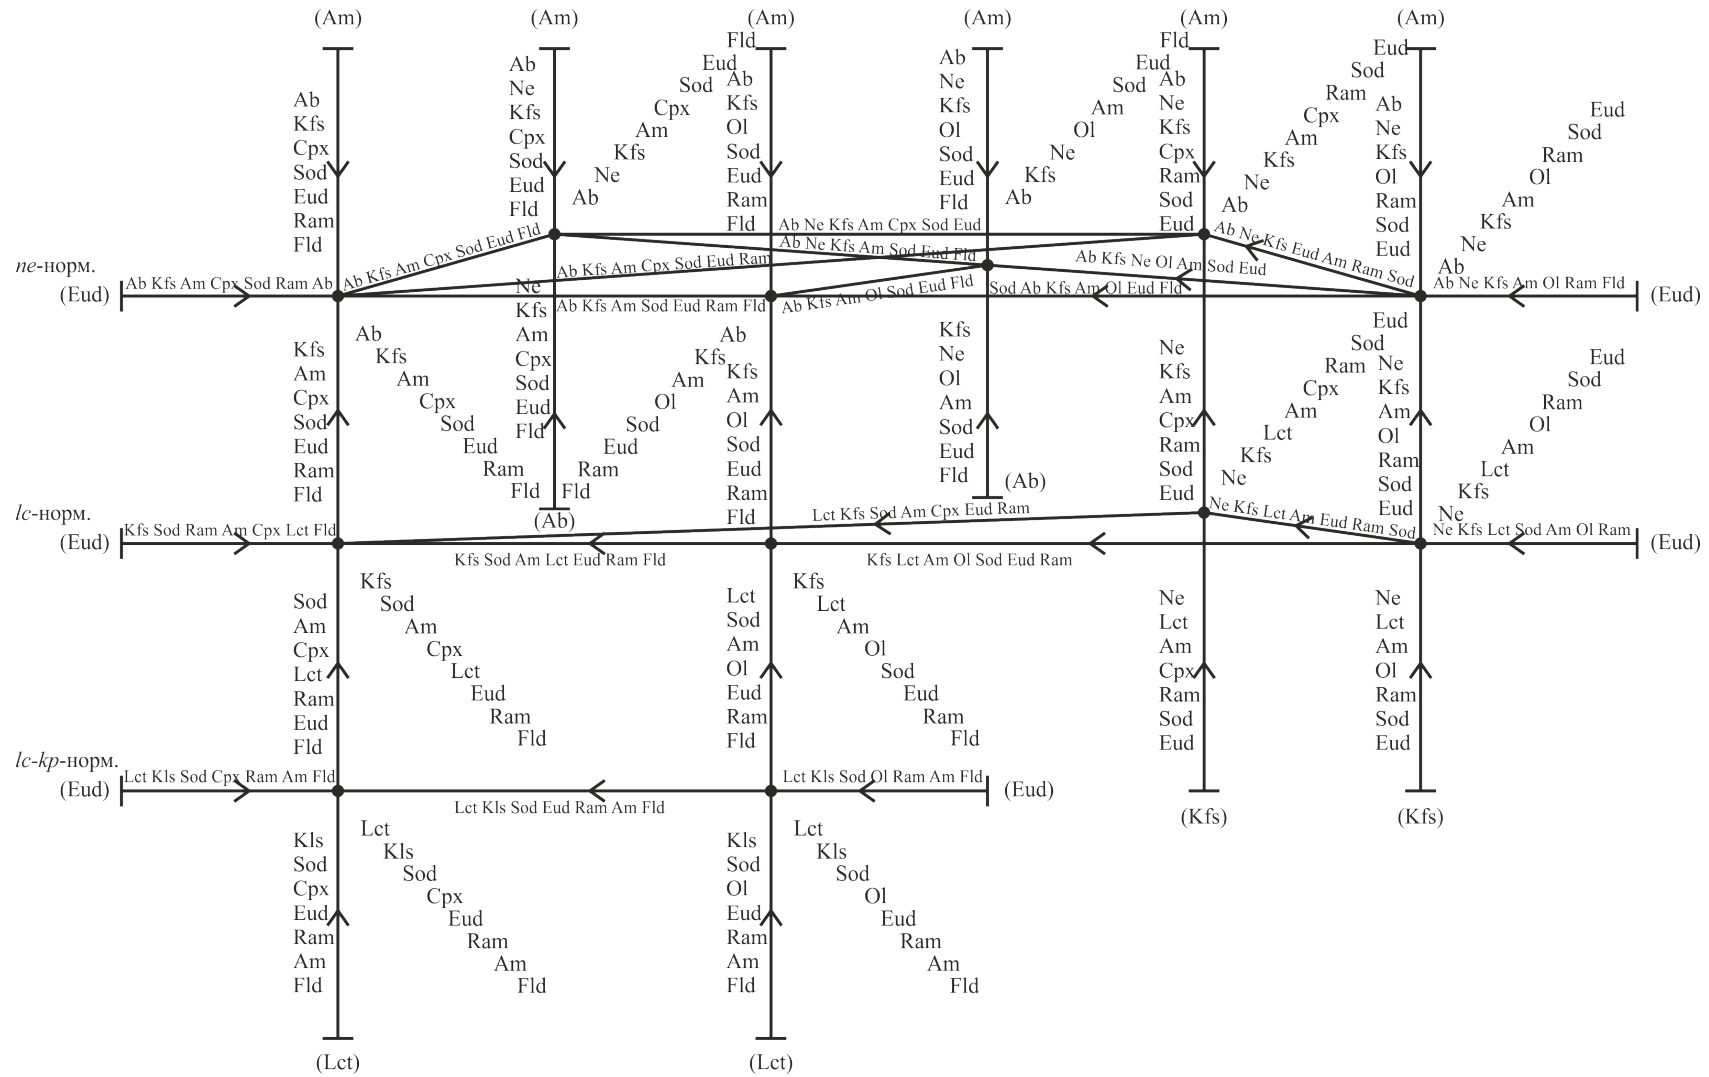 (Am) (Am) (Am) (Am) (Am) (Am)
Ab
Kfs
Cpx
Sod
Eud
Ram
Fld
Ab
Ne
Kfs
Cpx
Sod
Eud
Fld
Fld
Eud
Sod
Cpx
Am
Kfs
Ne
Ab
Ab
Kfs
Ol
Sod
Eud
Ram
Fld
Ab
Ne
Kfs
Ol
Sod
Eud
Fld
Fld
Eud
Sod
Am
Ol
Ne
Kfs
Ab
Ab
Ne
Kfs
Cpx
Ram
Sod
Eud
Eud
Sod
Ram
Cpx
Am
Kfs
Ne
Ab
Ab
Ne
Kfs
Ol
Ram
Sod
Eud
Eud
Sod
Ram
Ol
Am
Kfs
Ne
Ab
Ab Ne Kfs Am Cpx Sod Eud
Ab Kfs Am Cpx Sod Eud Fld
Ab Ne Kfs Am Sod Eud Fld
Ab Kfs Am Cpx Sod Eud Ram
Ab Kfs Ne Ol Am Sod Eud
Ab Ne Kfs Eud Am Ram Sod
ne-норм.
(Eud) Ab Kfs Am Cpx Sod Ram Ab
Ab Kfs Am Sod Eud Ram Fld
Ab Kfs Am Ol Sod Eud Fld
Sod Ab Kfs Am Ol Eud Fld
Ab Ne Kfs Am Ol Ram Fld (Eud)
Kfs
Am
Cpx
Sod
Eud
Ram
Fld
Ab
Kfs
Am
Cpx
Sod
Eud
Ram
Fld
Ne
Kfs
Am
Cpx
Sod
Eud
Fld
(Ab)
Ab
Kfs
Am
Ol
Sod
Eud
Ram
Fld
Kfs
Am
Ol
Sod
Eud
Ram
Fld
Kfs
Ne
Ol
Am
Sod
Eud
Fld
(Ab)
Ne
Kfs
Am
Cpx
Ram
Sod
Eud
Eud
Sod
Ram
Cpx
Am
Lct
Kfs
Ne
Ne
Kfs
Am
Ol
Ram
Sod
Eud
Eud
Sod
Ram
Ol
Am
Lct
Kfs
Ne
lc-норм.
(Eud) Kfs Sod Ram Am Cpx Lct Fld
Lct Kfs Sod Am Cpx Eud Ram
Ne Kfs Lct Am Eud Ram Sod
Ne Kfs Lct Sod Am Ol Ram (Eud)
Kfs Sod Am Lct Eud Ram Fld
Kfs Lct Am Ol Sod Eud Ram
Sod
Am
Cpx
Lct
Ram
Eud
Fld
Kfs
Sod
Am
Cpx
Lct
Eud
Ram
Fld
Lct
Sod
Am
Ol
Eud
Ram
Fld
Kfs
Lct
Am
Ol
Sod
Eud
Ram
Fld
Ne
Lct
Am
Cpx
Ram
Sod
Eud
(Kfs)
Ne
Lct
Am
Ol
Ram
Sod
Eud
(Kfs)
lc-kp-норм.
(Eud) Lct Kls Sod Cpx Ram Am Fld
Lct Kls Sod Eud Ram Am Fld
Lct Kls Sod Ol Ram Am Fld (Eud)
Kls
Sod
Cpx
Eud
Ram
Am
Fld
Lct
Kls
Sod
Cpx
Eud
Ram
Am
Fld
Kls
Sod
Ol
Eud
Ram
Am
Fld
Lct
Kls
Sod
Ol
Eud
Ram
Am
Fld
(Lct) (Lct)